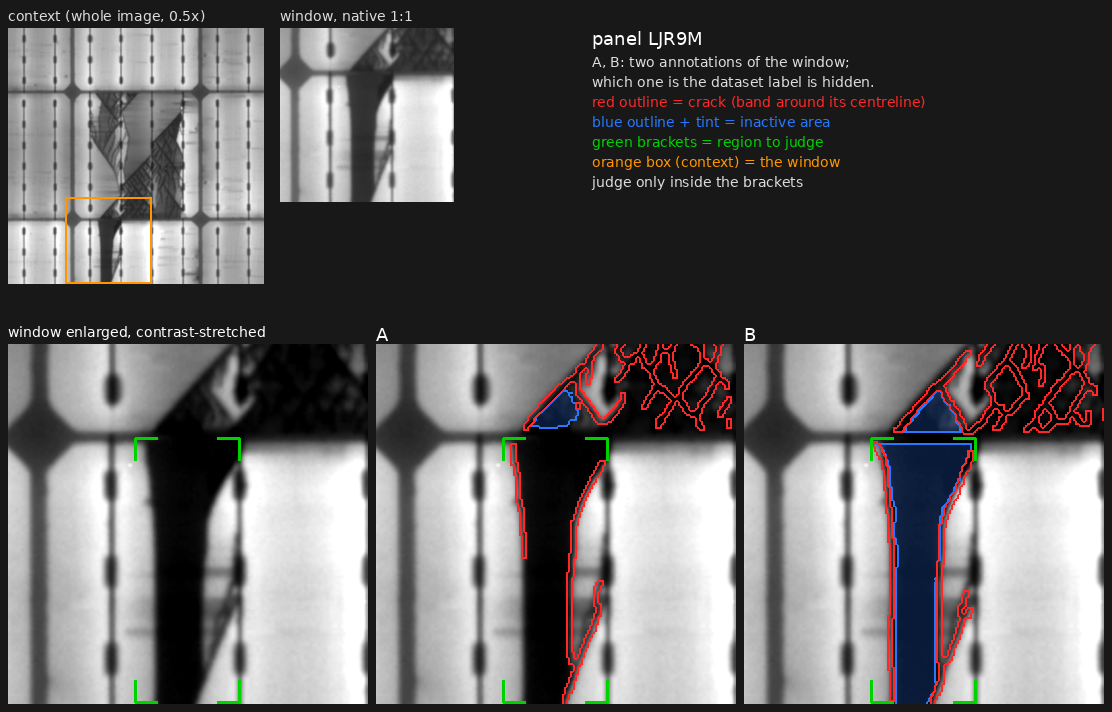 context (whole image, 0.5x)
window, native 1:1
panel LJR9M
A, B: two annotations of the window;
which one is the dataset label is hidden.
red outline = crack (band around its centreline)
blue outline + tint = inactive area
green brackets = region to judge
orange box (context) = the window
judge only inside the brackets
window enlarged, contrast-stretched
A
B